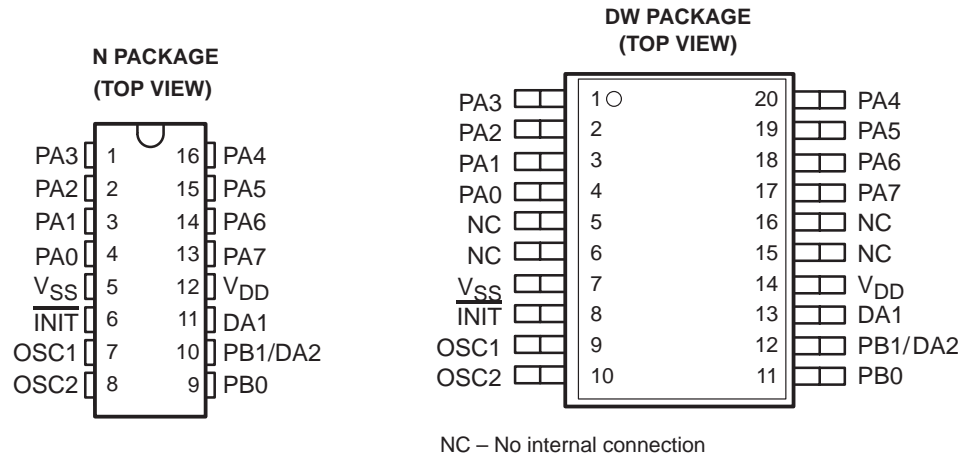 N PACKAGE
(TOP VIEW)
PA3 1 16 PA4
PA2 2 15 PA5
PA1 3 14 PA6
PA0 4 13 PA7
VSS 5 12 VDD
INIT 6 11 DA1
OSC1 7 10 PB1/DA2
OSC2 8 9 PB0
DW PACKAGE
(TOP VIEW)
PA3 1 20 PA4
PA2 2 19 PA5
PA1 3 18 PA6
PA0 4 17 PA7
NC 5 16 NC
NC 6 15 NC
VSS 7 14 VDD
INIT 8 13 DA1
OSC1 9 12 PB1/DA2
OSC2 10 11 PB0
NC – No internal connection